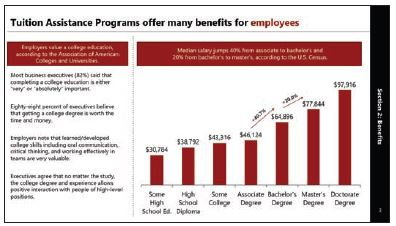 Tuition Assistance Programs offer many benefits for employees
Employers value a college education,
according to the Association of American
Colleges and Universities.
Most business executives (82%) said that
completing a college education is either
"very" or "absolutely" important.
Eighty-eight percent of executives believe
that getting a college degree is worth the
time and money.
Employers note that learned/developed
college skills including oral communication,
critical thinking, and working effectively in
teams are very valuable.
Executives agree that no matter the study,
the college degree and experience allows
positive interaction with people of high-level
positions.
Median salary jumps 40% from associate to bachelor's and
20% from bachelor's to master's, according to the U.S. Census.
$30,784
$38,792
$43,316
$46,124
$64,896
$77,844
$97,916
+40.7%
Some
High
School Ed.
High
School
Diploma
Some
College
Associate
Degree
Bachelor's
Degree
Master's
Degree
Doctorate
Degree
Section 2: Benefits